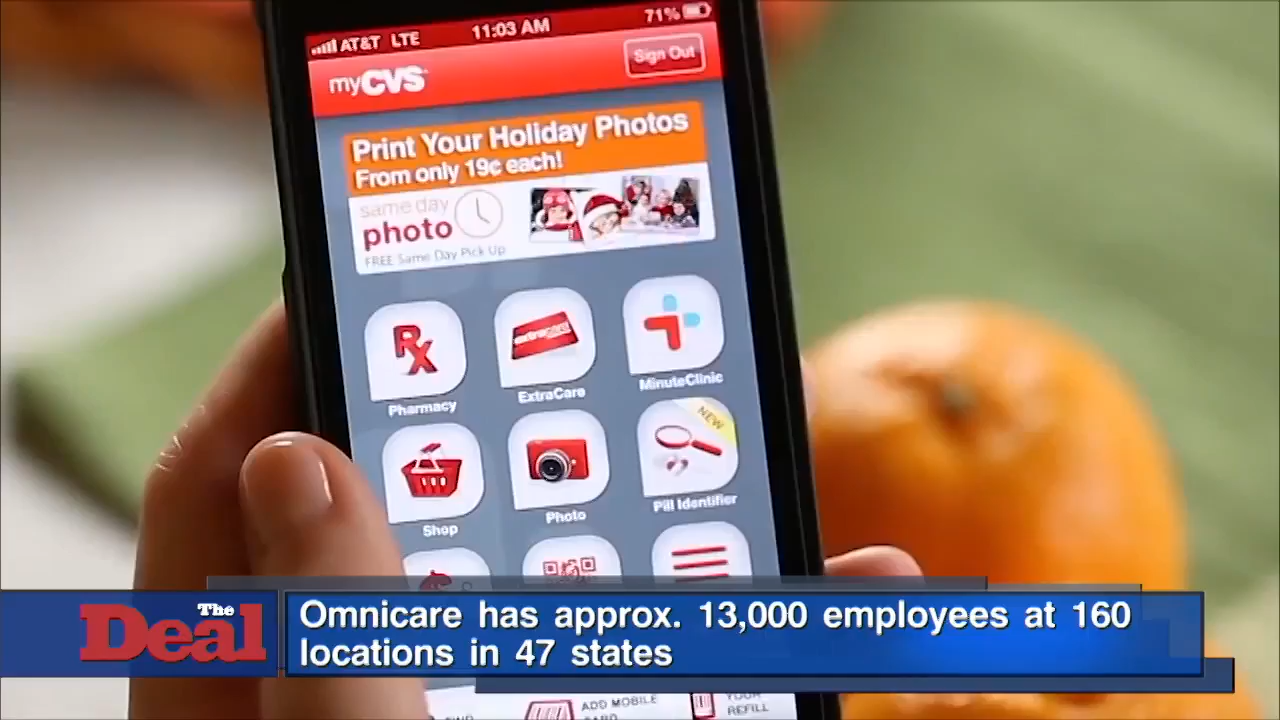 AT&T LTE 11:03 AM 71%
myCVS Sign Out
Print Your Holiday Photos
From only 19¢ each!
same day
photo
FREE Same Day Pick Up
Pharmacy ExtraCare MinuteClinic
NEW
Shop Photo Pill Identifier
The
Deal
Omnicare has approx. 13,000 employees at 160
locations in 47 states
ADD MOBILE
CARD
YOUR
REFILL